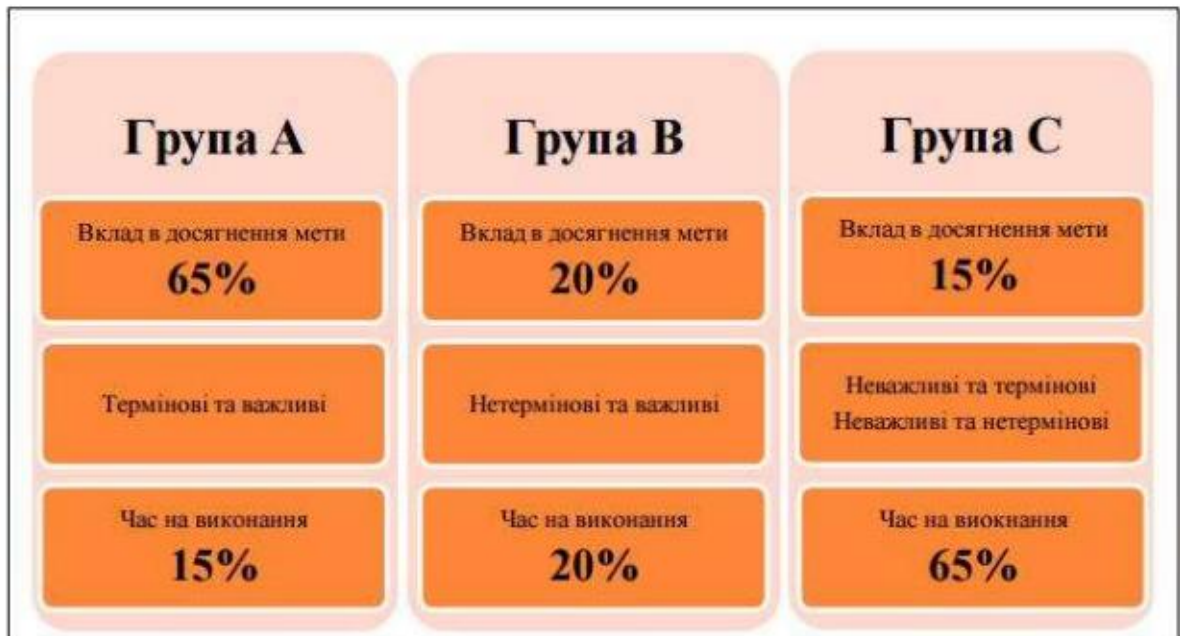 Група А
Вклад в досягнення мети
65%
Термінові та важливі
Час на виконання
15%
Група В
Вклад в досягнення мети
20%
Нетермінові та важливі
Час на виконання
20%
Група С
Вклад в досягнення мети
15%
Неважливі та термінові
Неважливі та нетермінові
Час на виокнання
65%